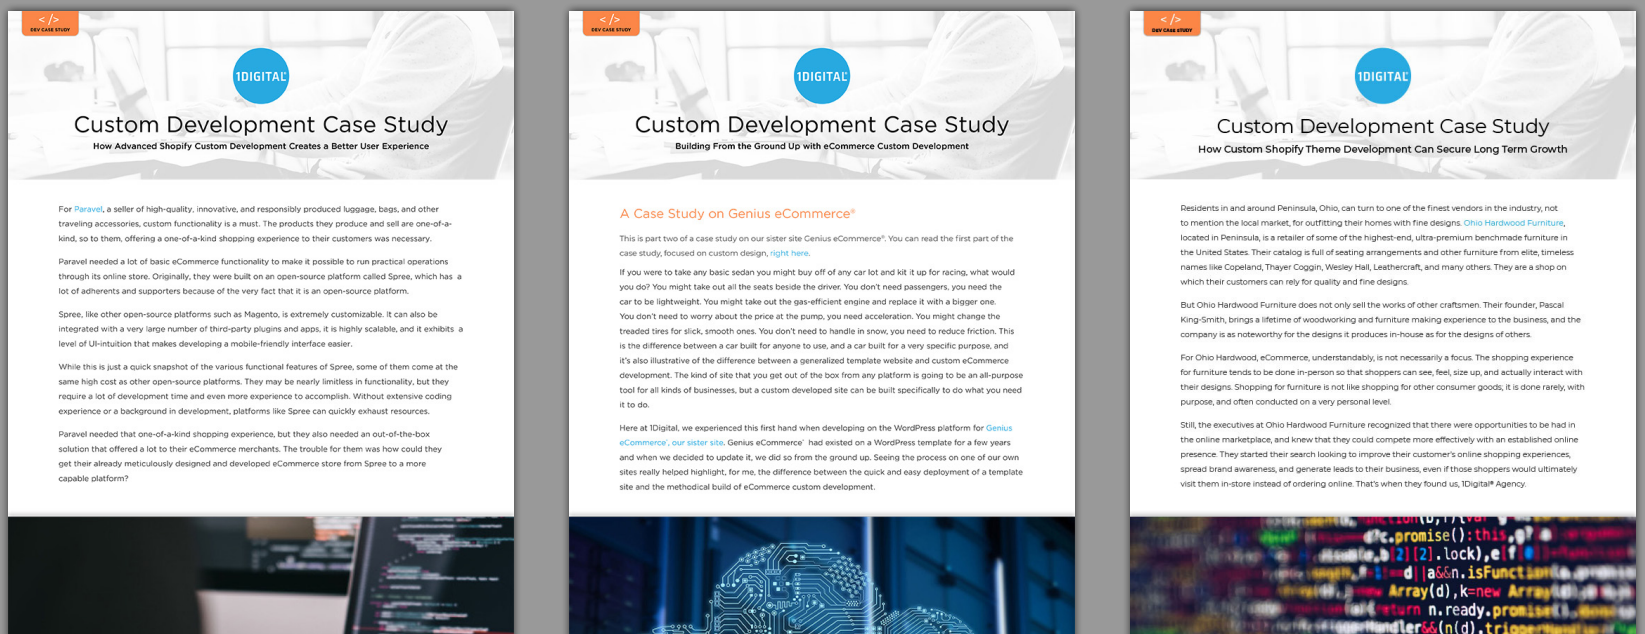 < />
DEV CASE STUDY
1DIGITAL®
Custom Development Case Study
How Advanced Shopify Custom Development Creates a Better User Experience
For Paravel, a seller of high-quality, innovative, and responsibly produced luggage, bags, and other
traveling accessories, custom functionality is a must. The products they produce and sell are one-of-a-
kind, so to them, offering a one-of-a-kind shopping experience to their customers was necessary.
Paravel needed a lot of basic eCommerce functionality to make it possible to run practical operations
through its online store. Originally, they were built on an open-source platform called Spree, which has a
lot of adherents and supporters because of the very fact that it is an open-source platform.
Spree, like other open-source platforms such as Magento, is extremely customizable. It can also be
integrated with a very large number of third-party plugins and apps, it is highly scalable, and it exhibits a
level of UI-intuition that makes developing a mobile-friendly interface easier.
While this is just a quick snapshot of the various functional features of Spree, some of them come at the
same high cost as other open-source platforms. They may be nearly limitless in functionality, but they
require a lot of development time and even more experience to accomplish. Without extensive coding
experience or a background in development, platforms like Spree can quickly exhaust resources.
Paravel needed that one-of-a-kind shopping experience, but they also needed an out-of-the-box
solution that offered a lot to their eCommerce merchants. The trouble for them was how could they
get their already meticulously designed and developed eCommerce store from Spree to a more
capable platform?
< />
DEV CASE STUDY
1DIGITAL®
Custom Development Case Study
Building From the Ground Up with eCommerce Custom Development
A Case Study on Genius eCommerce®
This is part two of a case study on our sister site Genius eCommerce®. You can read the first part of the
case study, focused on custom design, right here.
If you were to take any basic sedan you might buy off of any car lot and kit it up for racing, what would
you do? You might take out all the seats beside the driver. You don't need passengers, you need the
car to be lightweight. You might take out the gas-efficient engine and replace it with a bigger one.
You don't need to worry about the price at the pump, you need acceleration. You might change the
treaded tires for slick, smooth ones. You don't need to handle in snow, you need to reduce friction. This
is the difference between a car built for anyone to use, and a car built for a very specific purpose, and
it's also illustrative of the difference between a generalized template website and custom eCommerce
development. The kind of site that you get out of the box from any platform is going to be an all-purpose
tool for all kinds of businesses, but a custom developed site can be built specifically to do what you need
it to do.
Here at 1Digital, we experienced this first hand when developing on the WordPress platform for Genius
eCommerce®, our sister site. Genius eCommerce® had existed on a WordPress template for a few years
and when we decided to update it, we did so from the ground up. Seeing the process on one of our own
sites really helped highlight, for me, the difference between the quick and easy deployment of a template
site and the methodical build of eCommerce custom development.
< />
DEV CASE STUDY
1DIGITAL®
Custom Development Case Study
How Custom Shopify Theme Development Can Secure Long Term Growth
Residents in and around Peninsula, Ohio, can turn to one of the finest vendors in the industry, not
to mention the local market, for outfitting their homes with fine designs. Ohio Hardwood Furniture,
located in Peninsula, is a retailer of some of the highest-end, ultra-premium benchmade furniture in
the United States. Their catalog is full of seating arrangements and other furniture from elite, timeless
names like Copeland, Thayer Coggin, Wesley Hall, Leathercraft, and many others. They are a shop on
which their customers can rely for quality and fine designs.
But Ohio Hardwood Furniture does not only sell the works of other craftsmen. Their founder, Pascal
King-Smith, brings a lifetime of woodworking and furniture making experience to the business, and the
company is as noteworthy for the designs it produces in-house as for the designs of others.
For Ohio Hardwood, eCommerce, understandably, is not necessarily a focus. The shopping experience
for furniture tends to be done in-person so that shoppers can see, feel, size up, and actually interact with
their designs. Shopping for furniture is not like shopping for other consumer goods; it is done rarely, with
purpose, and often conducted on a very personal level.
Still, the executives at Ohio Hardwood Furniture recognized that there were opportunities to be had in
the online marketplace, and knew that they could compete more effectively with an established online
presence. They started their search looking to improve their customer's online shopping experiences,
spread brand awareness, and generate leads to their business, even if those shoppers would ultimately
visit them in-store instead of ordering online. That's when they found us, 1Digital® Agency.
c.promise():this,
b[2][2].lock),e[
d||a&&n.isFunct
Array(d),k=new Array(
return n.ready.promise(
Handler&&(n(d).trigger